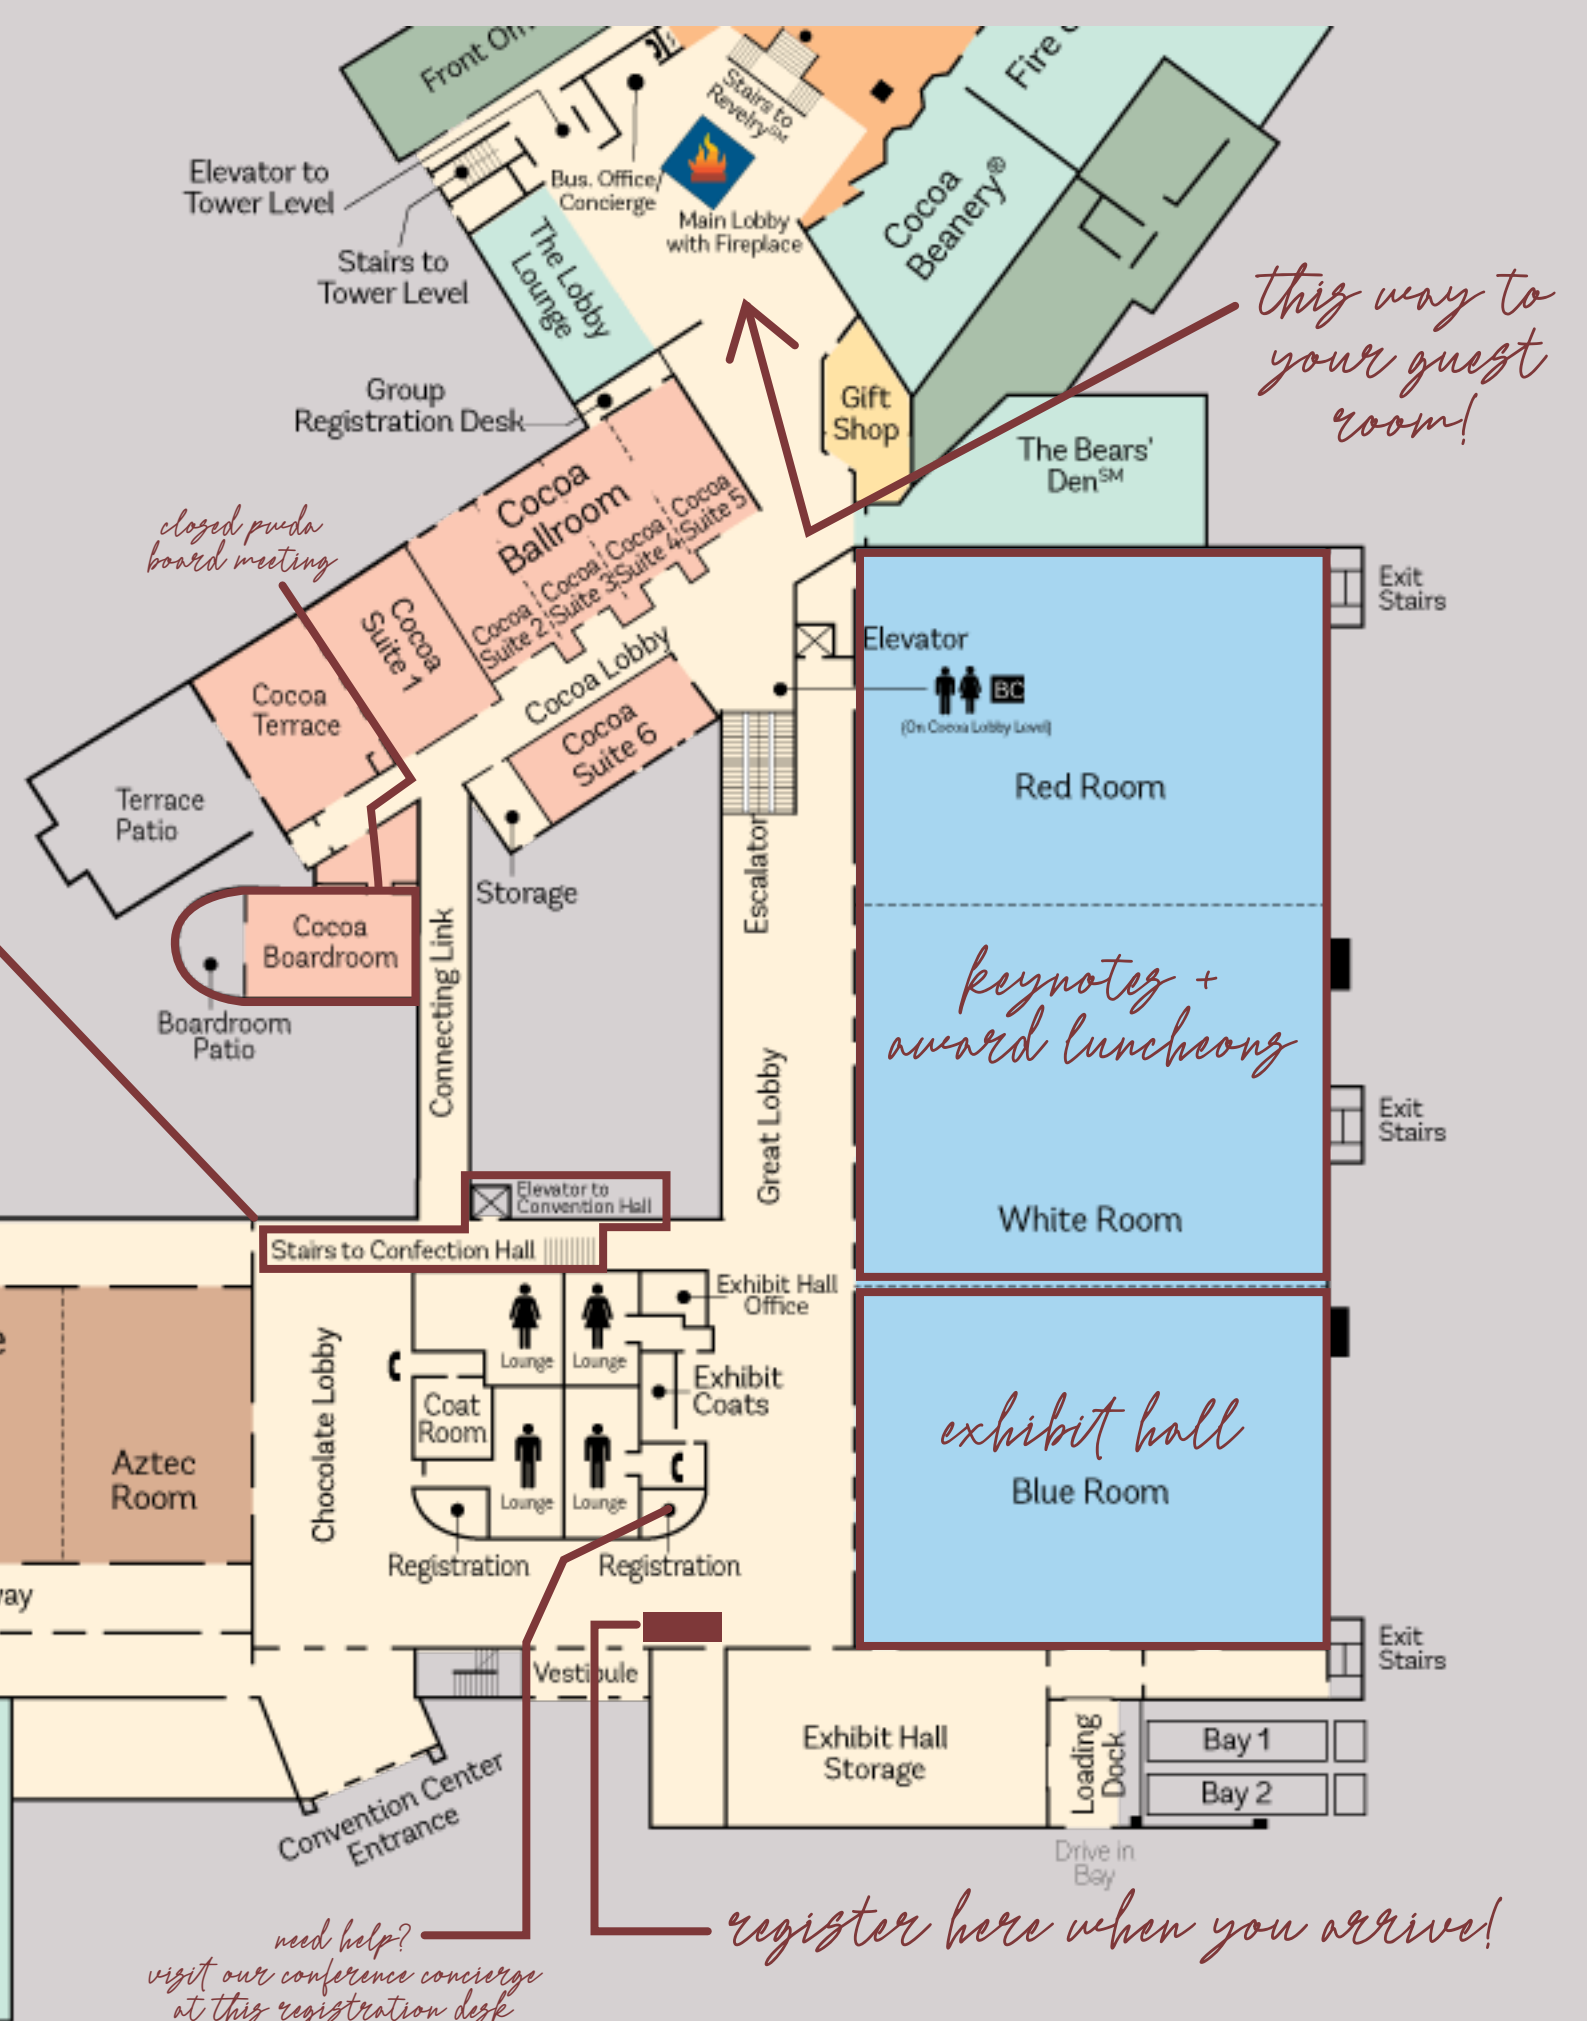 Front
Fire
Stairs to
Revelry℠
Elevator to
Tower Level
Bus. Office/
Concierge
Main Lobby
with Fireplace
Cocoa
Beanery®
Stairs to
Tower Level
The Lobby
Lounge
this way to
your guest
room!
Group
Registration Desk
Gift
Shop
The Bears'
Den℠
closed pwda
board meeting
Cocoa
Ballroom
Cocoa
Suite 5
Cocoa
Suite 4
Cocoa
Suite 3
Cocoa
Suite 2
Cocoa
Suite 1
Exit
Stairs
Elevator
BC
(On Cocoa Lobby Level)
Cocoa Lobby
Cocoa
Terrace
Cocoa
Suite 6
Red Room
Terrace
Patio
Storage
Escalator
Cocoa
Boardroom
Connecting Link
keynotes +
award luncheons
Boardroom
Patio
Great Lobby
Exit
Stairs
Elevator to
Convention Hall
White Room
Stairs to Confection Hall
Exhibit Hall
Office
Lounge
Lounge
Chocolate Lobby
Exhibit
Coats
Coat
Room
exhibit hall
Blue Room
Aztec
Room
Lounge
Lounge
Registration
Registration
Exit
Stairs
Vestibule
Exhibit Hall
Storage
Loading
Dock
Bay 1
Bay 2
Convention Center
Entrance
Drive in
Bay
register here when you arrive!
need help?
visit our conference concierge
at this registration desk